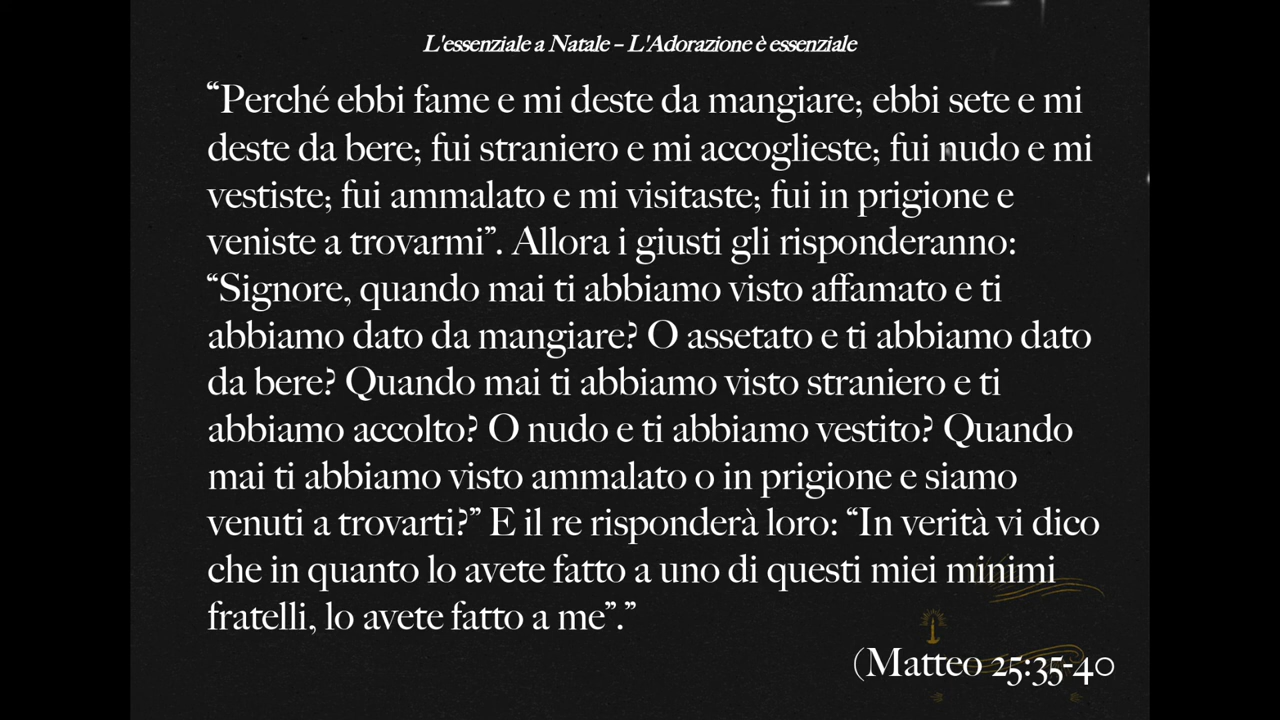 L'essenziale a Natale – L'Adorazione è essenziale
“Perché ebbi fame e mi deste da mangiare; ebbi sete e mi
deste da bere; fui straniero e mi accoglieste; fui nudo e mi
vestiste; fui ammalato e mi visitaste; fui in prigione e
veniste a trovarmi”. Allora i giusti gli risponderanno:
“Signore, quando mai ti abbiamo visto affamato e ti
abbiamo dato da mangiare? O assetato e ti abbiamo dato
da bere? Quando mai ti abbiamo visto straniero e ti
abbiamo accolto? O nudo e ti abbiamo vestito? Quando
mai ti abbiamo visto ammalato o in prigione e siamo
venuti a trovarti?” E il re risponderà loro: “In verità vi dico
che in quanto lo avete fatto a uno di questi miei minimi
fratelli, lo avete fatto a me”.”
(Matteo 25:35-40